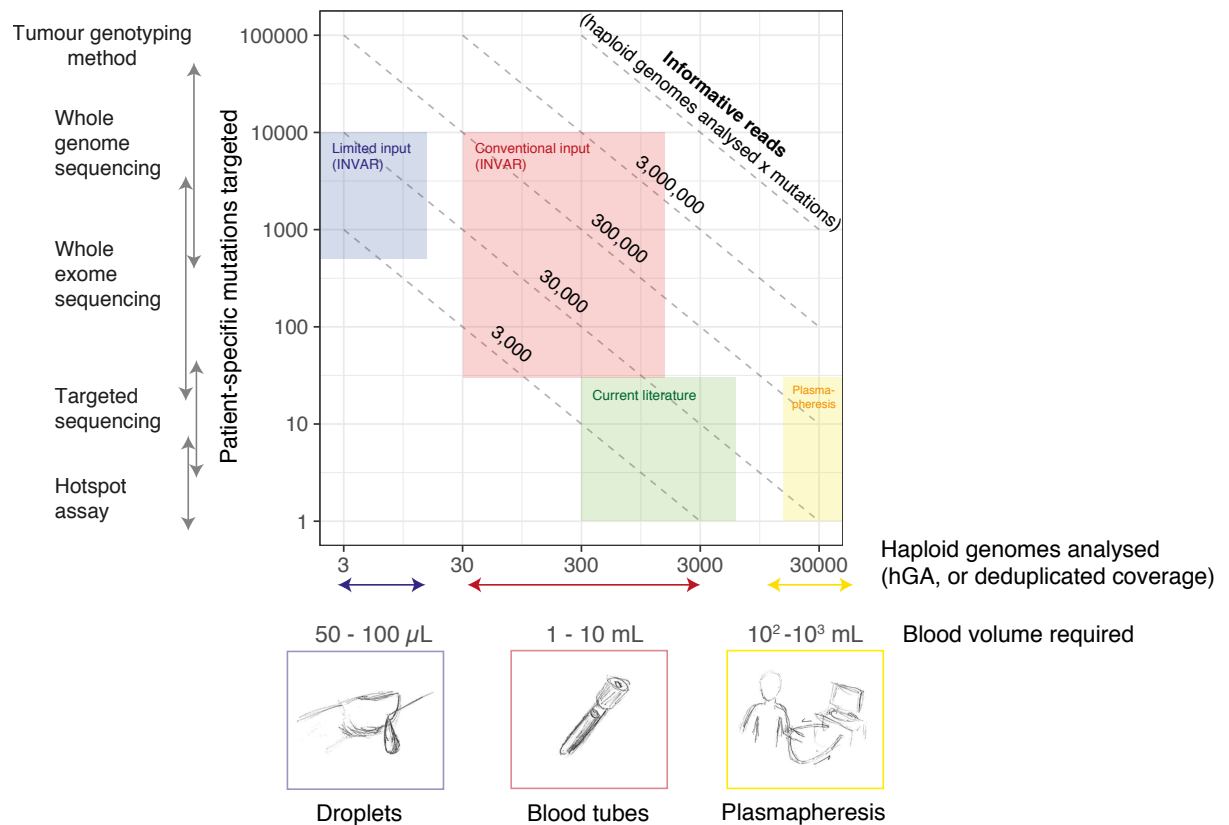 Tumour genotyping
method
Whole
genome
sequencing
Whole
exome
sequencing
Targeted
sequencing
Hotspot
assay
Patient-specific mutations targeted
100000
10000
1000
100
10
1
Limited input
(INVAR)
Conventional input
(INVAR)
Current literature
Plasma-
pheresis
Informative reads
(haploid genomes analysed x mutations)
3,000,000
300,000
30,000
3,000
3
30
300
3000
30000
Haploid genomes analysed
(hGA, or deduplicated coverage)
50 - 100 µL
1 - 10 mL
10² -10³ mL
Blood volume required
Droplets
Blood tubes
Plasmapheresis